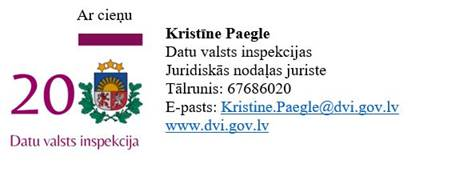 Ar cieņu
Kristīne Paegle
Datu valsts inspekcijas
Juridiskās nodaļas juriste
Tālrunis: 67686020
E-pasts: Kristine.Paegle@dvi.gov.lv
www.dvi.gov.lv
20
Datu valsts inspekcija